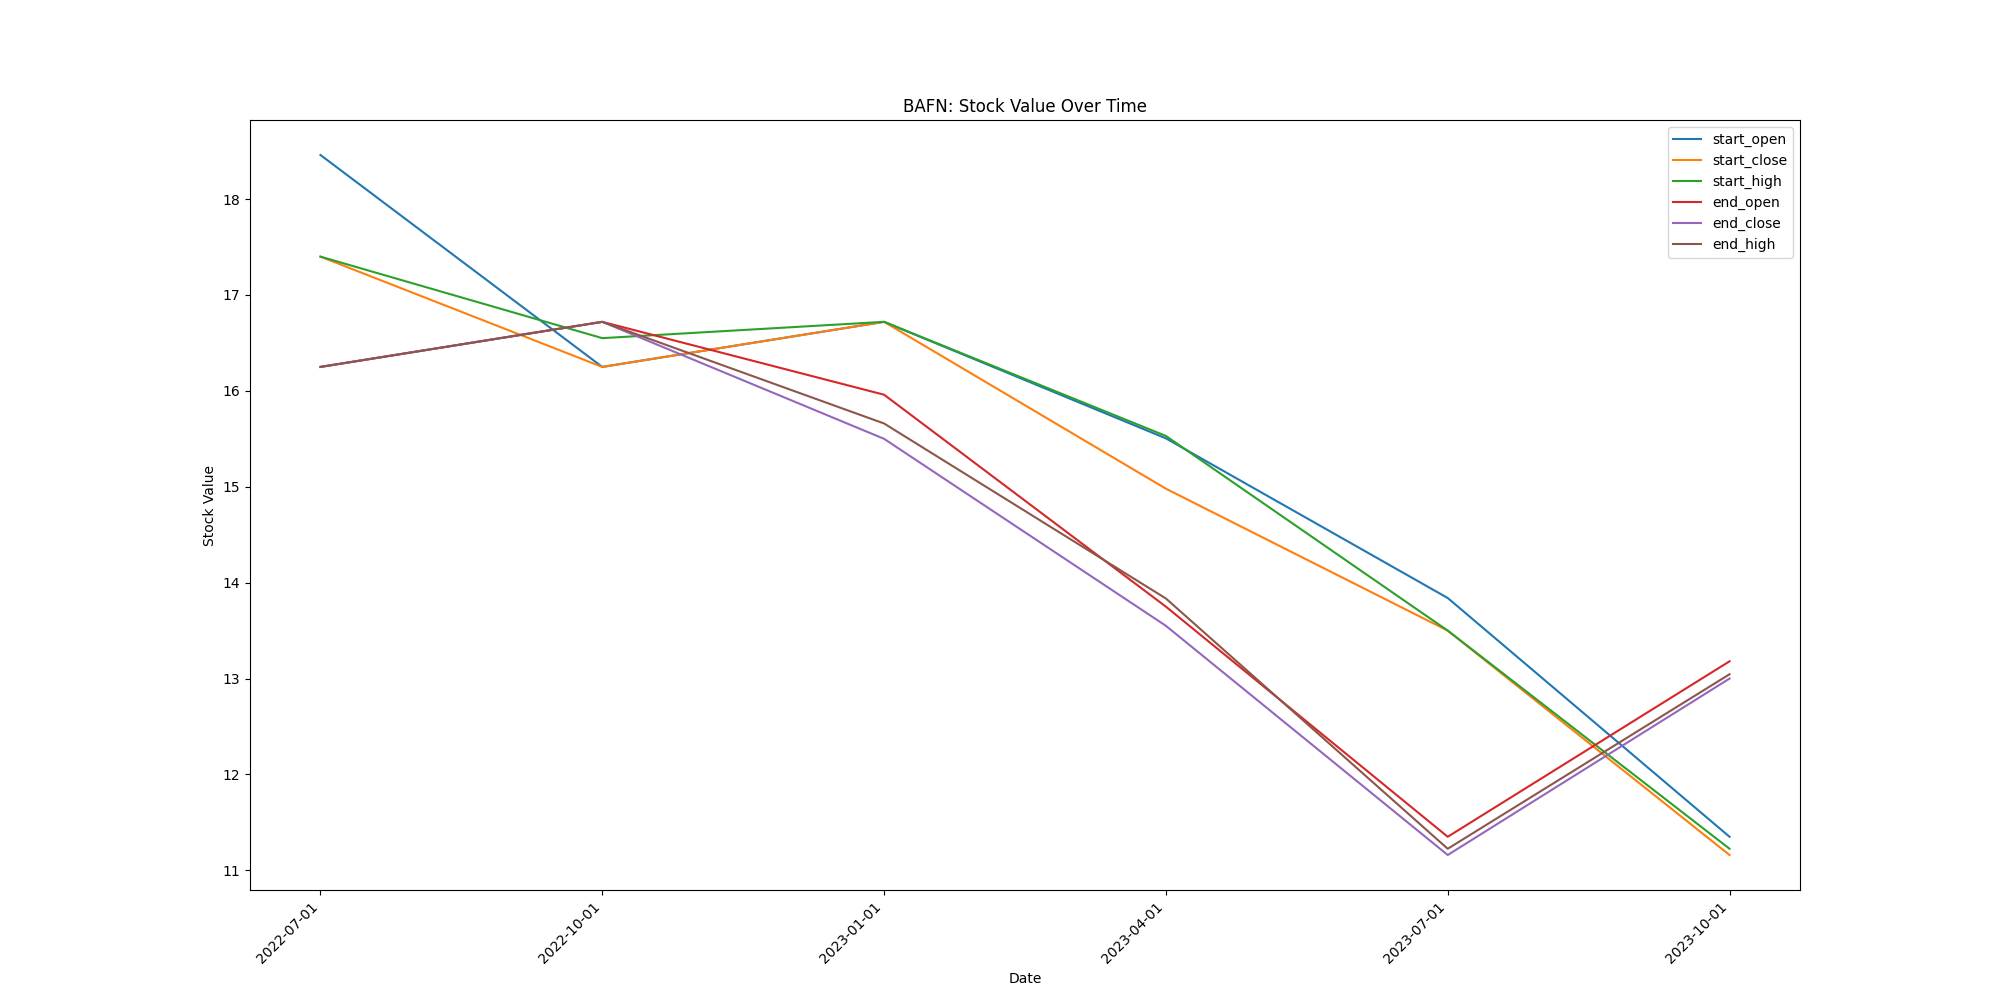 BAFN: Stock Value Over Time
start_open
start_close
start_high
end_open
end_close
end_high
Stock Value
18
17
16
15
14
13
12
11
2022-07-01
2022-10-01
2023-01-01
2023-04-01
2023-07-01
2023-10-01
Date